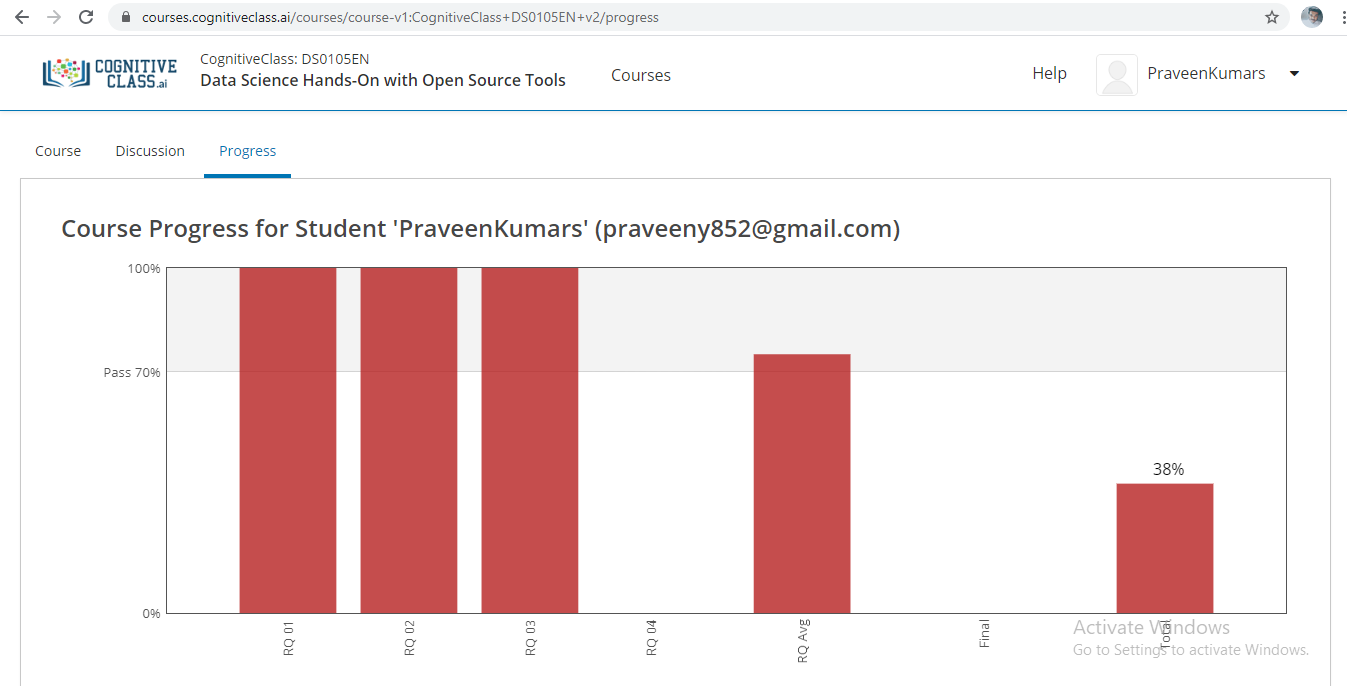 courses.cognitiveclass.ai/courses/course-v1:CognitiveClass+DS0105EN+v2/progress
COGNITIVE
CLASS.ai
CognitiveClass: DS0105EN
Data Science Hands-On with Open Source Tools
Courses
Help
PraveenKumars
Course
Discussion
Progress
Course Progress for Student 'PraveenKumars' (praveeny852@gmail.com)
100%
Pass 70%
38%
0%
RQ 01
RQ 02
RQ 03
RQ 04
RQ Avg
Final
Total
Activate Windows
Go to Settings to activate Windows.